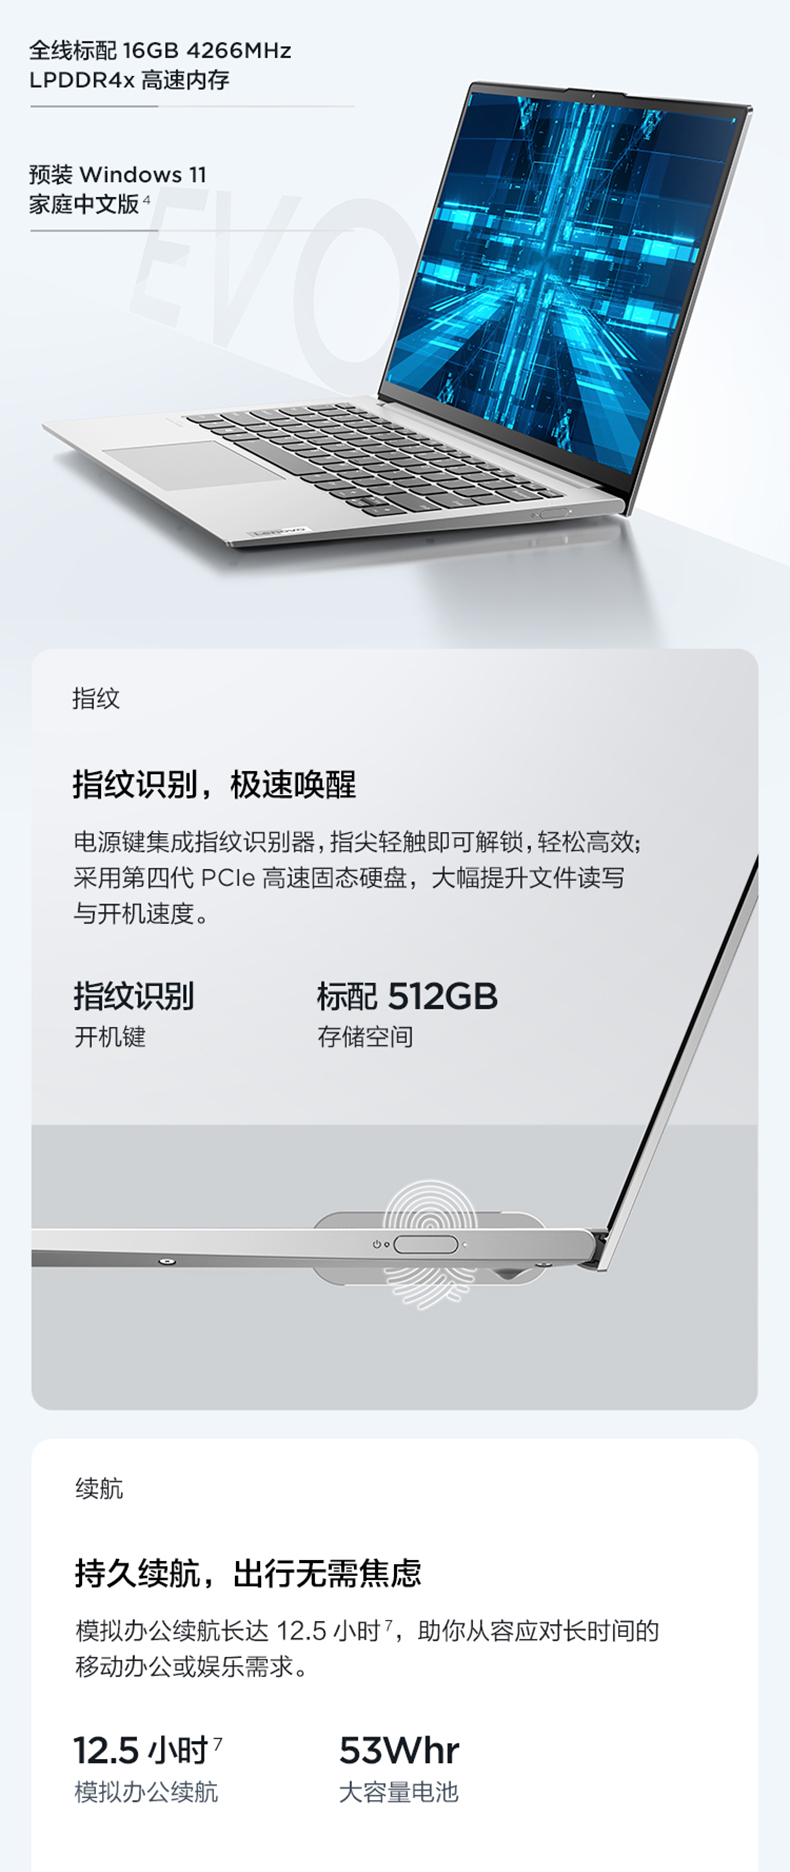 全线标配 16GB 4266MHz
LPDDR4x 高速内存
预装 Windows 11
家庭中文版 4
EVO
Lenovo
指纹
指纹识别，极速唤醒
电源键集成指纹识别器，指尖轻触即可解锁，轻松高效；
采用第四代 PCIe 高速固态硬盘，大幅提升文件读写
与开机速度。
指纹识别
开机键
标配 512GB
存储空间
续航
持久续航，出行无需焦虑
模拟办公续航长达 12.5 小时 7，助你从容应对长时间的
移动办公或娱乐需求。
12.5 小时 7
模拟办公续航
53Whr
大容量电池